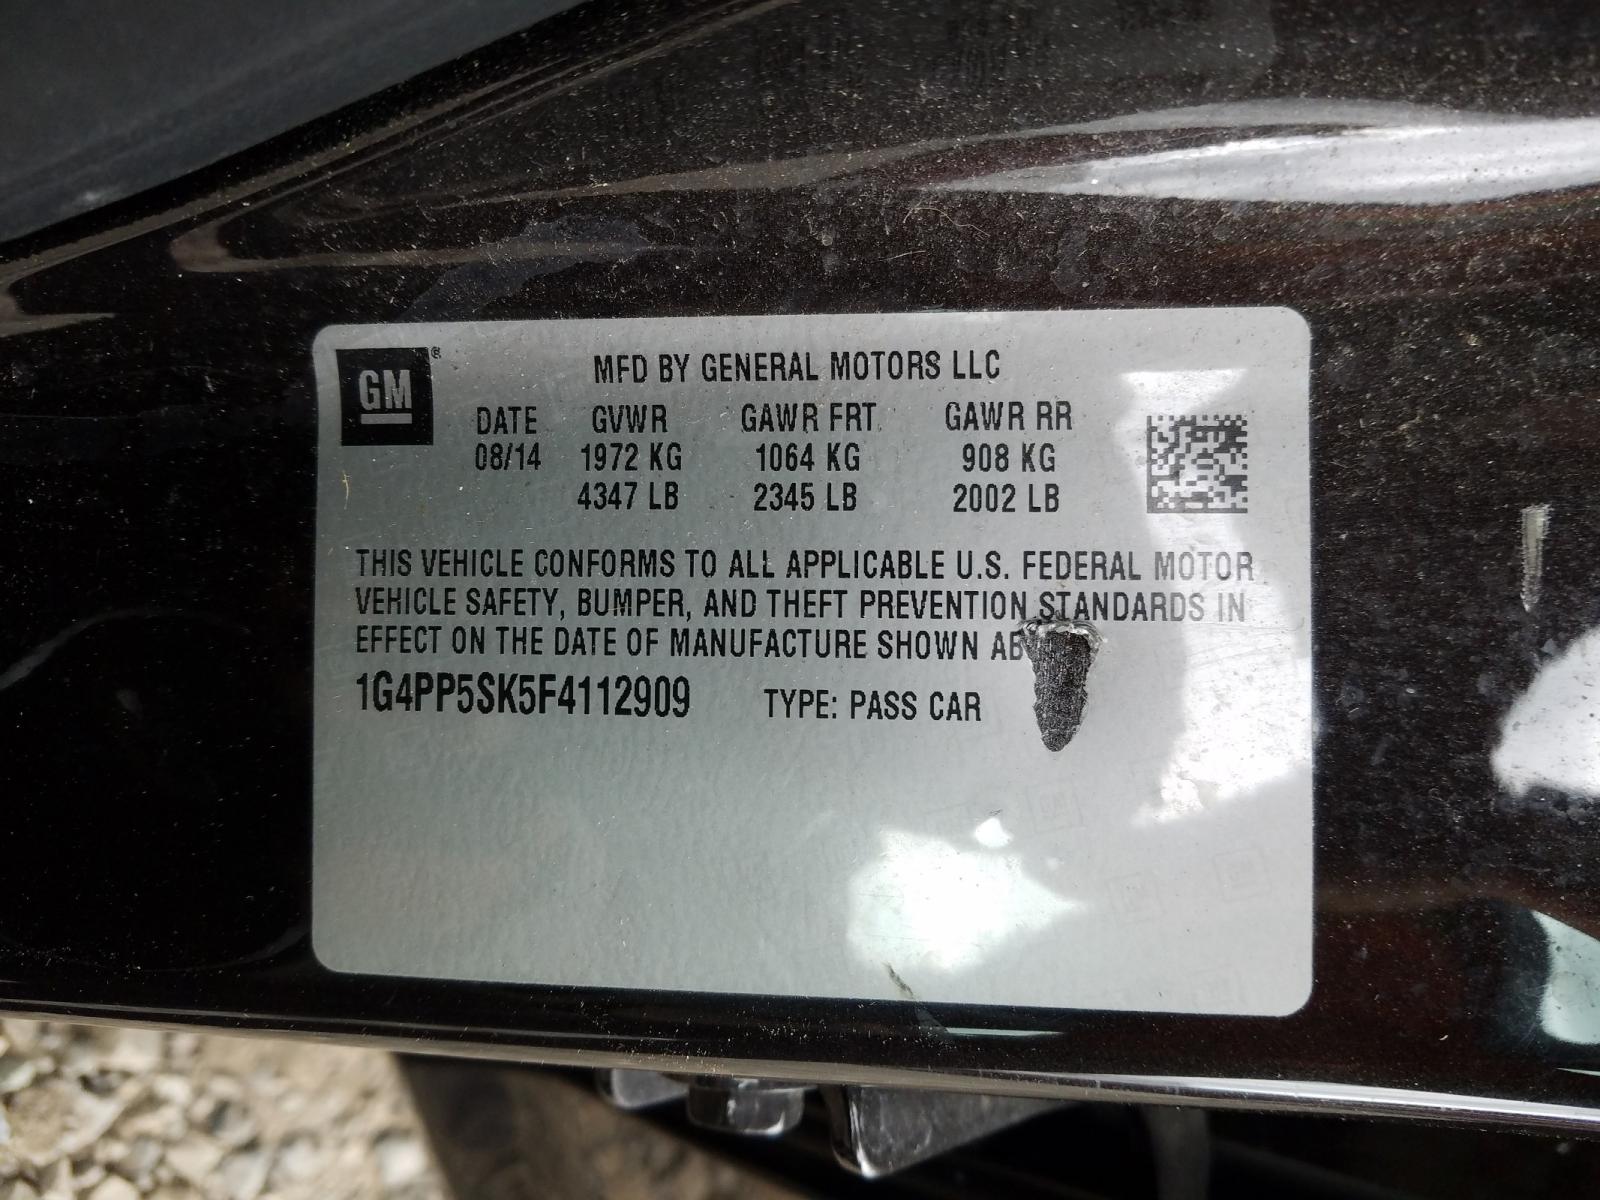 GM®
MFD BY GENERAL MOTORS LLC
DATE GVWR GAWR FRT GAWR RR
08/14 1972 KG 1064 KG 908 KG
4347 LB 2345 LB 2002 LB
THIS VEHICLE CONFORMS TO ALL APPLICABLE U.S. FEDERAL MOTOR
VEHICLE SAFETY, BUMPER, AND THEFT PREVENTION STANDARDS IN
EFFECT ON THE DATE OF MANUFACTURE SHOWN AB
1G4PP5SK5F4112909 TYPE: PASS CAR